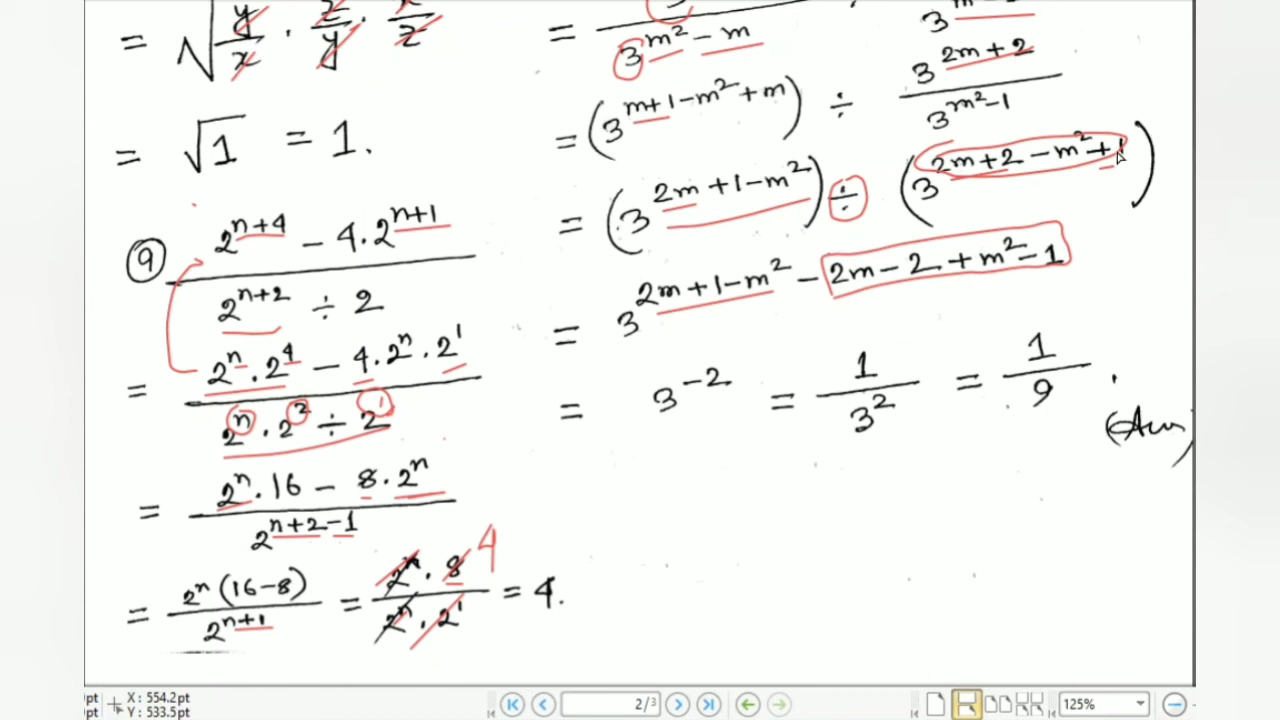 = √(y/x · z/y · x/z)
= √1 = 1.
⑨ (2^{n+4} − 4.2^{n+1}) / (2^{n+2} ÷ 2)
= (2^n . 2^4 − 4.2^n . 2^1) / (2^n . 2^2 ÷ 2^1)
= (2^n . 16 − 8 . 2^n) / 2^{n+2−1}
= 2^n (16−8) / 2^{n+1} = (2^n . 8) / (2^n . 2^1) = 4.
4
= / 3^{m²−m}
= (3^{m+1−m²+m}) ÷ 3^{2m+2} / 3^{m²−1}
= (3^{2m+1−m²}) ÷ (3^{2m+2−m²+1})
= 3^{2m+1−m² − 2m−2+m²−1}
= 3^{−2} = 1/3² = 1/9 .
(Ans)
pt
pt
X: 554.2pt
Y: 533.5pt
2/3
125%